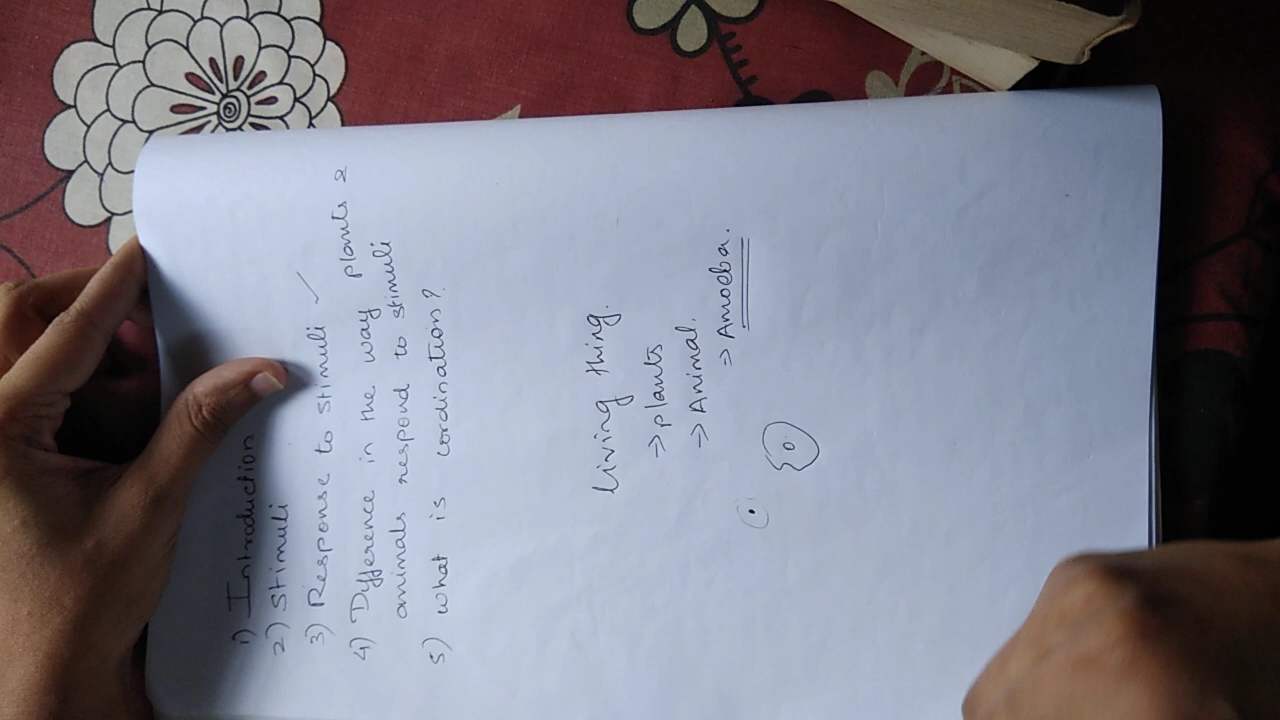 1) Introduction
2) Stimuli
3) Response to stimuli ✓
4) Difference in the way plants &
animals respond to stimuli
5) what is cordination?
living thing.
→ plants
→ Animal.
⇒ Amoeba.